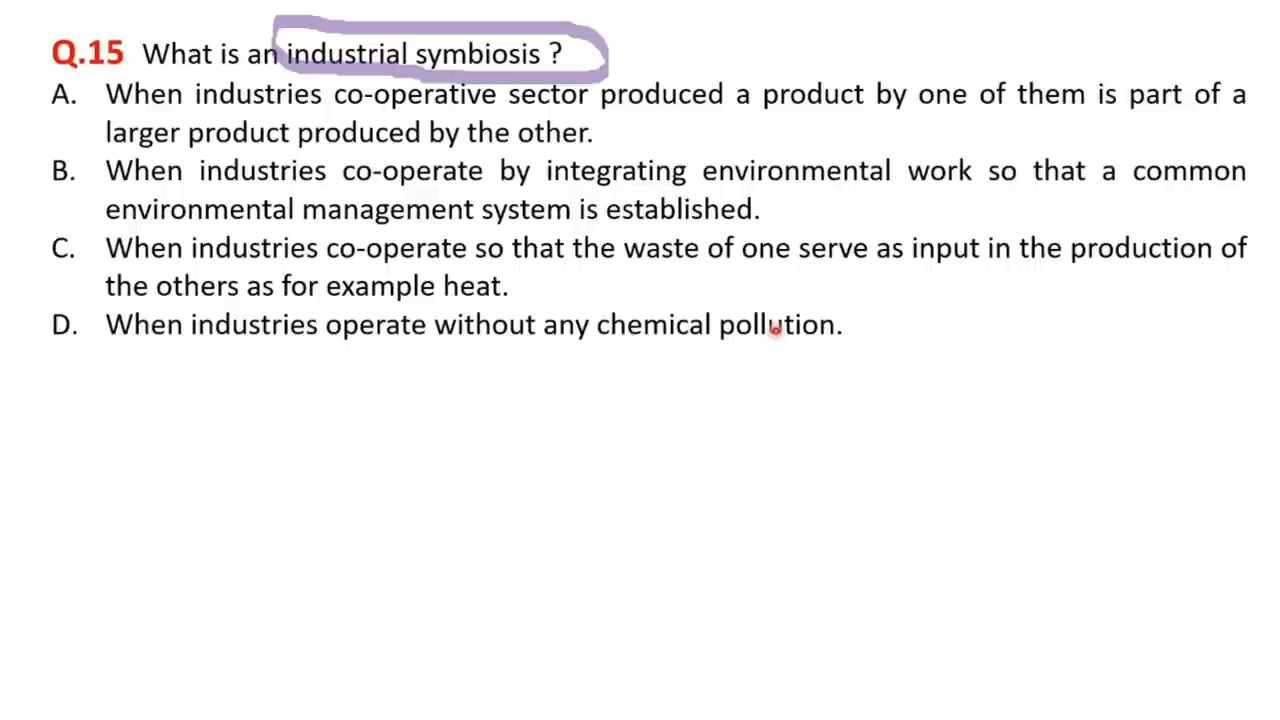 Q.15 What is an industrial symbiosis ?
A. When industries co-operative sector produced a product by one of them is part of a
larger product produced by the other.
B. When industries co-operate by integrating environmental work so that a common
environmental management system is established.
C. When industries co-operate so that the waste of one serve as input in the production of
the others as for example heat.
D. When industries operate without any chemical pollution.